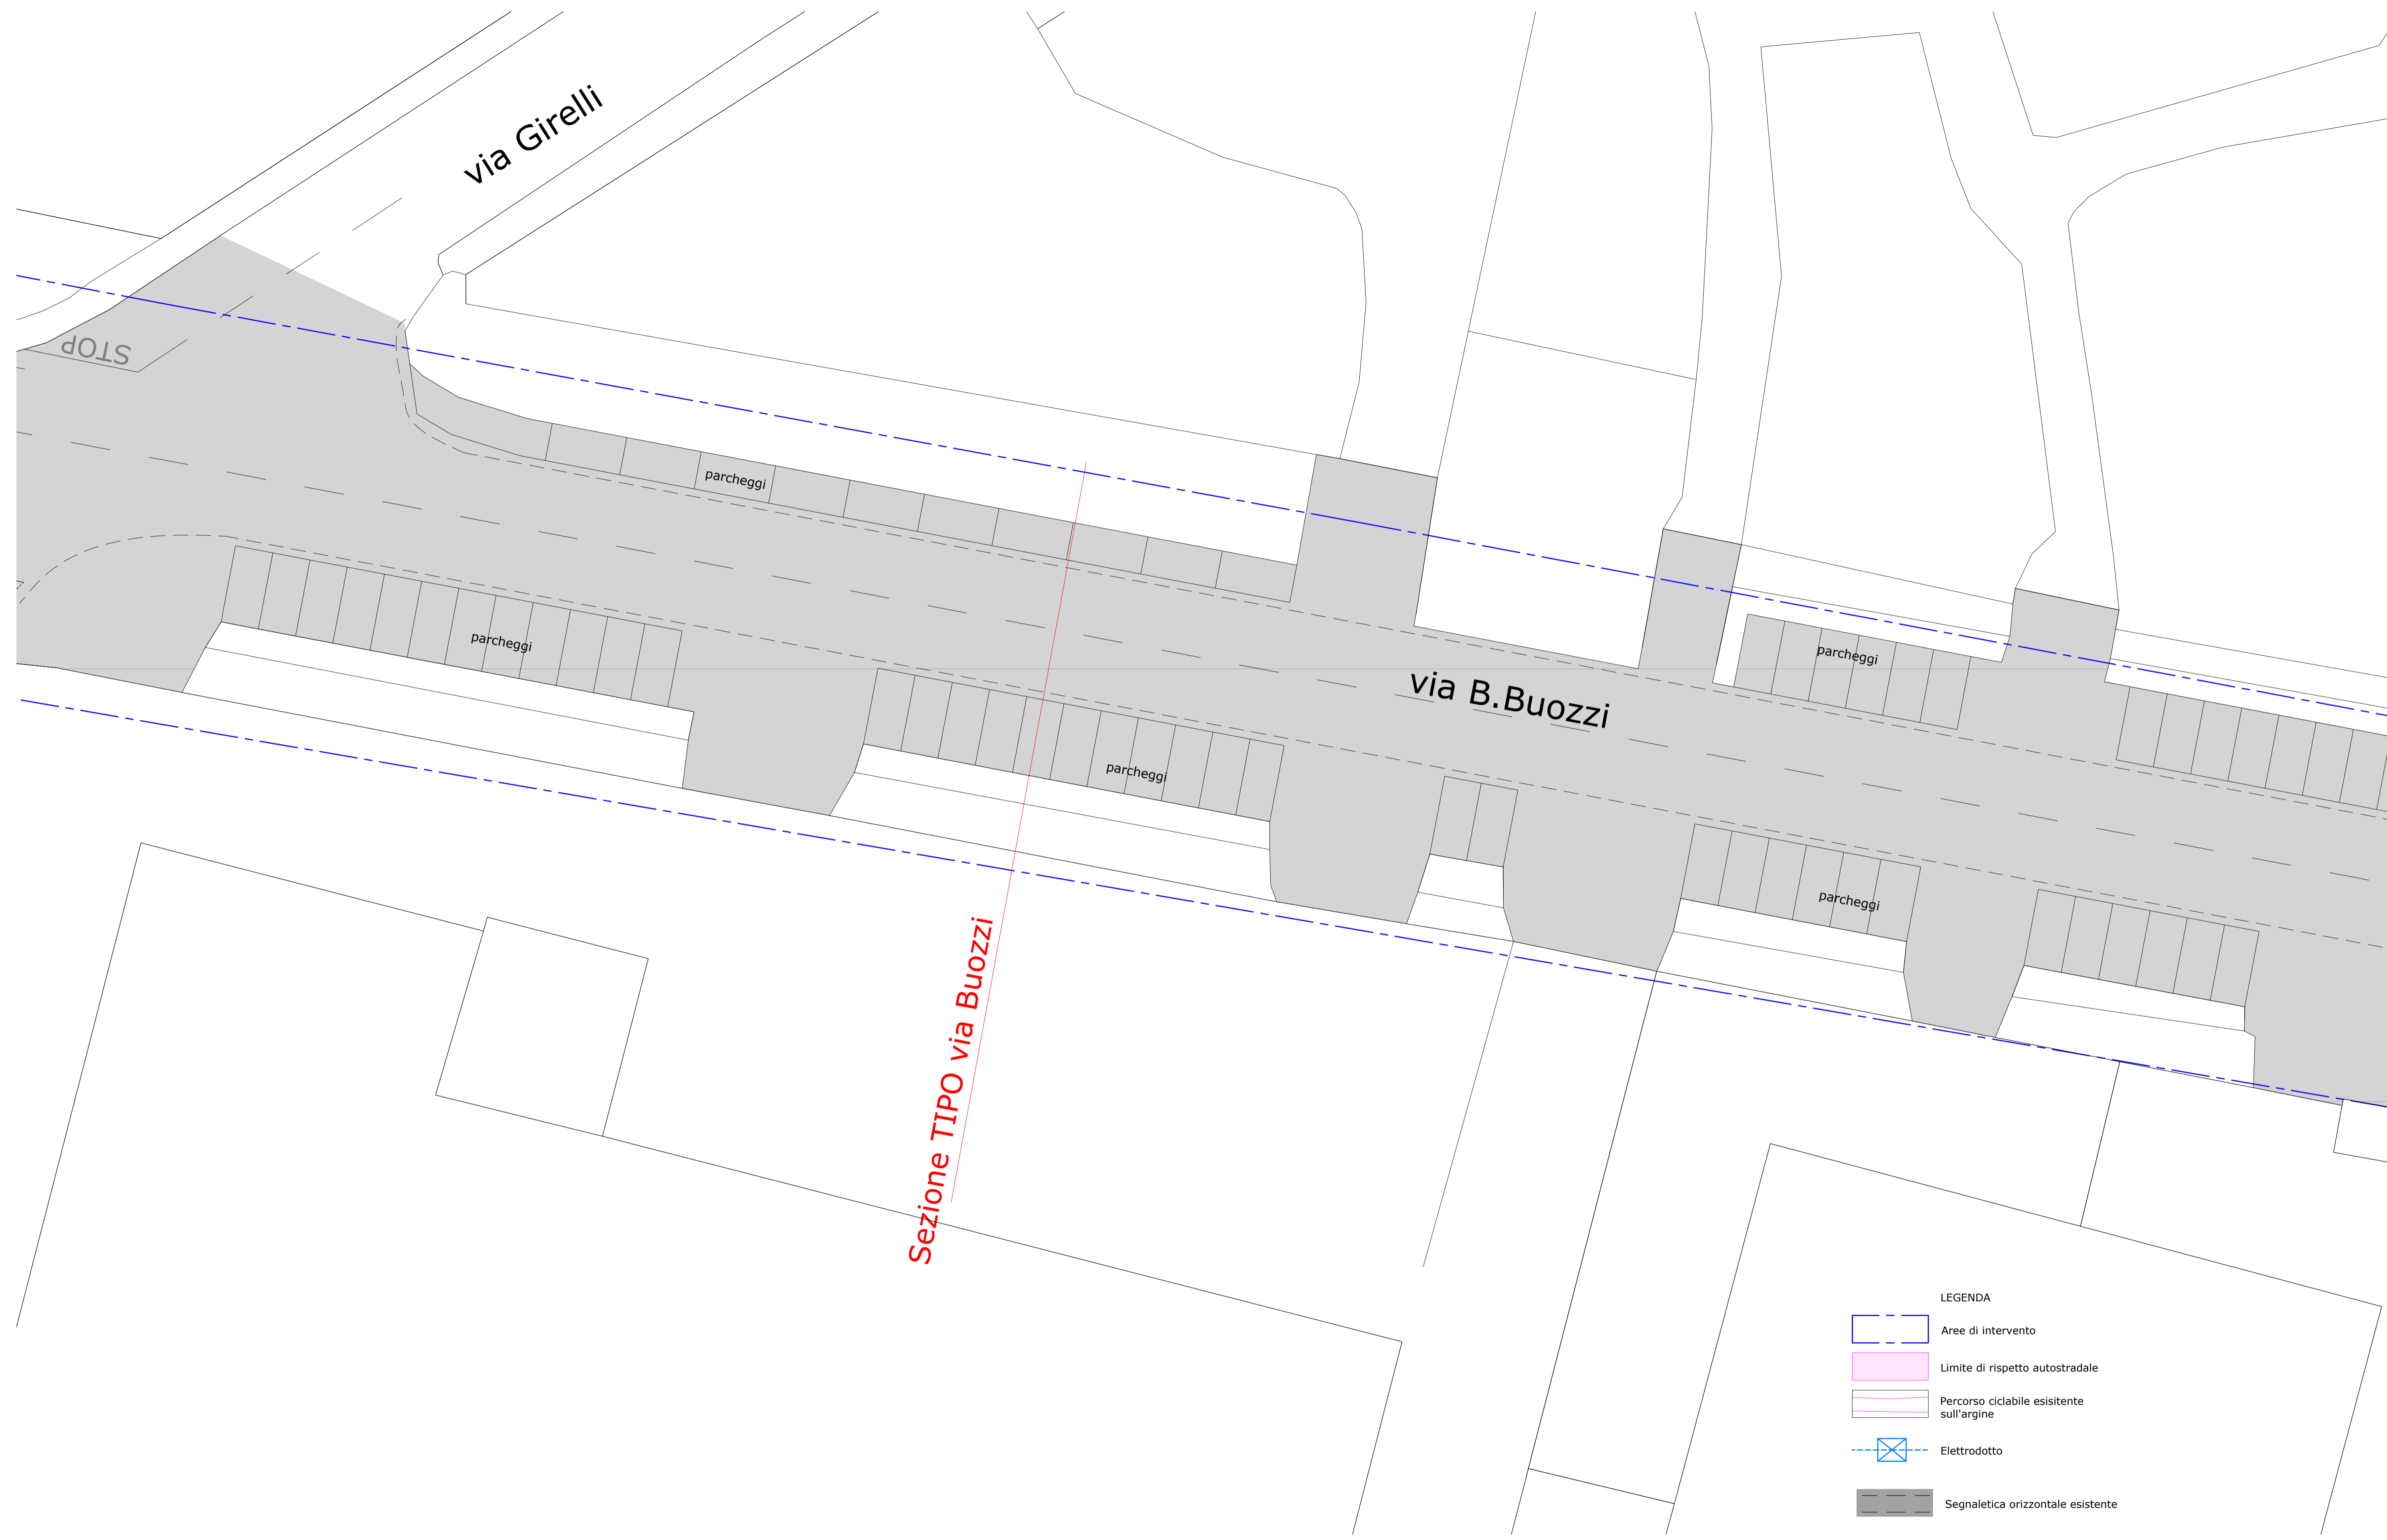 via Girelli
STOP
parcheggi
parcheggi
parcheggi
via B.Buozzi
parcheggi
parcheggi
Sezione TIPO via Buozzi
LEGENDA
Aree di intervento
Limite di rispetto autostradale
Percorso ciclabile esisitente
sull'argine
Elettrodotto
Segnaletica orizzontale esistente